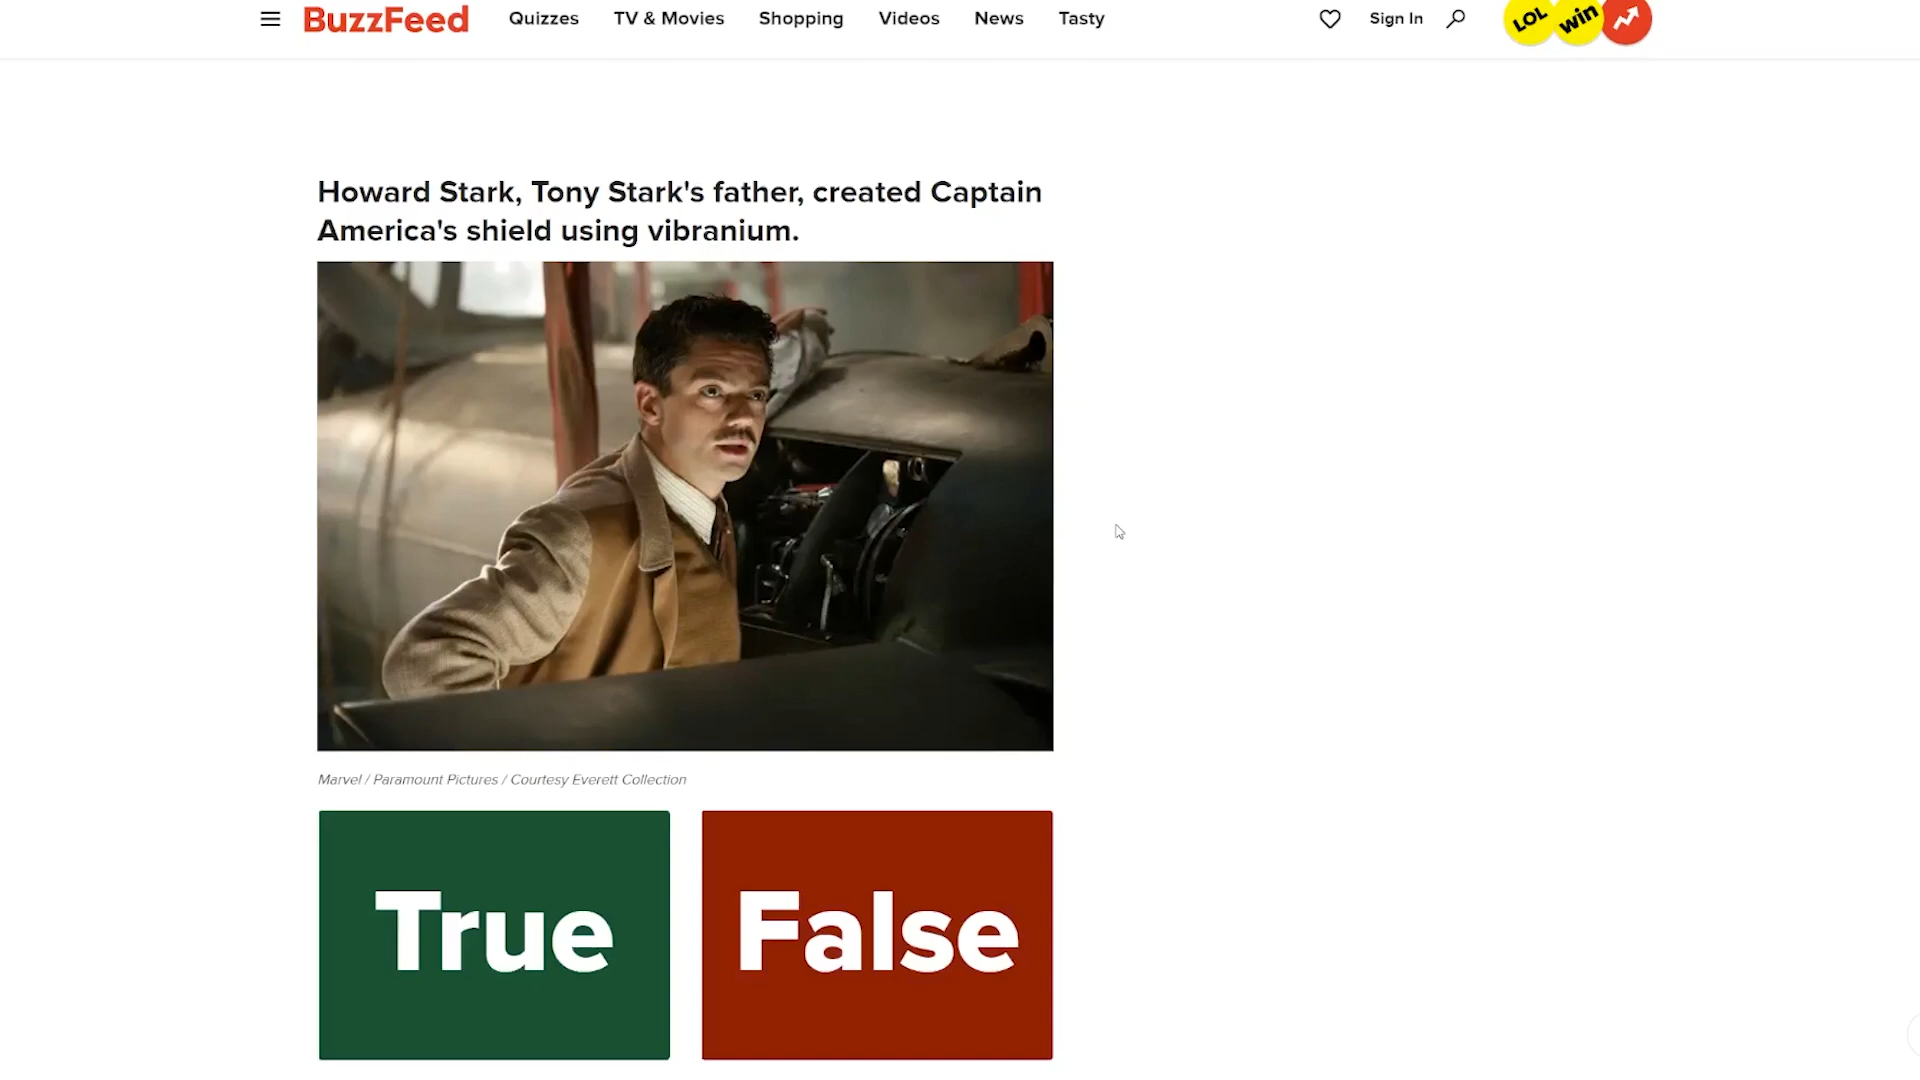 BuzzFeed Quizzes TV & Movies Shopping Videos News Tasty Sign In LOL win
Howard Stark, Tony Stark's father, created Captain
America's shield using vibranium.
Marvel / Paramount Pictures / Courtesy Everett Collection
True False